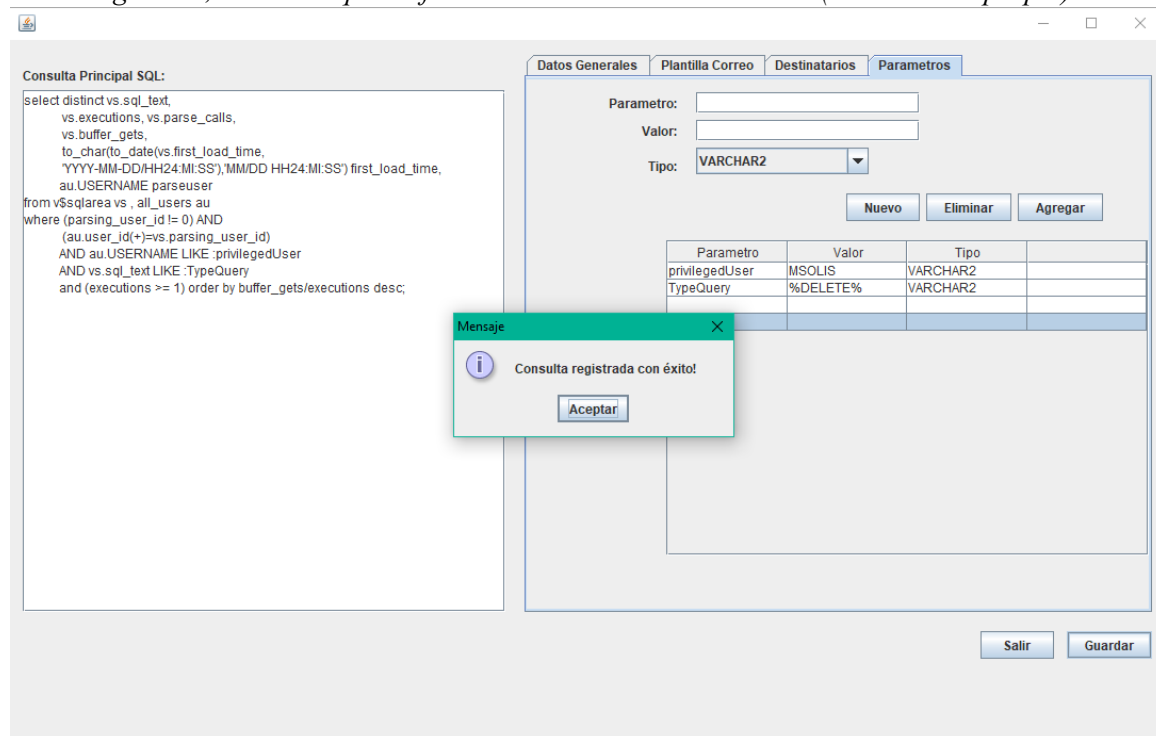 Consulta Principal SQL:
select distinct vs.sql_text,
vs.executions, vs.parse_calls,
vs.buffer_gets,
to_char(to_date(vs.first_load_time,
'YYYY-MM-DD/HH24:MI:SS'),'MM/DD HH24:MI:SS') first_load_time,
au.USERNAME parseuser
from v$sqlarea vs , all_users au
where (parsing_user_id != 0) AND
(au.user_id(+)=vs.parsing_user_id)
AND au.USERNAME LIKE :privilegedUser
AND vs.sql_text LIKE :TypeQuery
and (executions >= 1) order by buffer_gets/executions desc;
Datos Generales Plantilla Correo Destinatarios Parametros
Parametro:
Valor:
Tipo: VARCHAR2
Nuevo Eliminar Agregar
Parametro Valor Tipo
privilegedUser MSOLIS VARCHAR2
TypeQuery %DELETE% VARCHAR2
Mensaje
Consulta registrada con éxito!
Aceptar
Salir Guardar